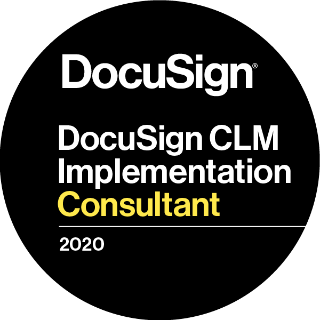 DocuSign®
DocuSign CLM
Implementation
Consultant
2020